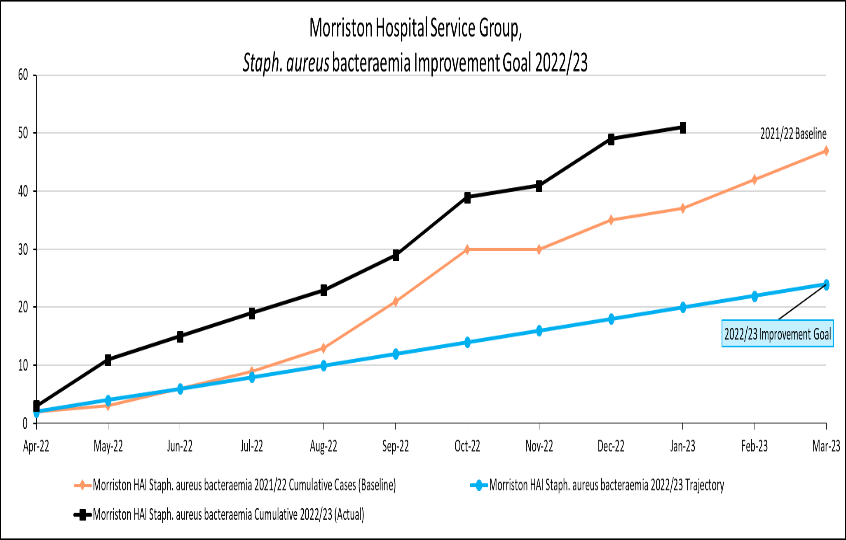 Morriston Hospital Service Group,
Staph. aureus bacteraemia Improvement Goal 2022/23
60
50
40
30
20
10
0
2021/22 Baseline
2022/23 Improvement Goal
Apr-22 May-22 Jun-22 Jul-22 Aug-22 Sep-22 Oct-22 Nov-22 Dec-22 Jan-23 Feb-23 Mar-23
Morriston HAI Staph. aureus bacteraemia 2021/22 Cumulative Cases (Baseline)
Morriston HAI Staph. aureus bacteraemia 2022/23 Trajectory
Morriston HAI Staph. aureus bacteraemia Cumulative 2022/23 (Actual)